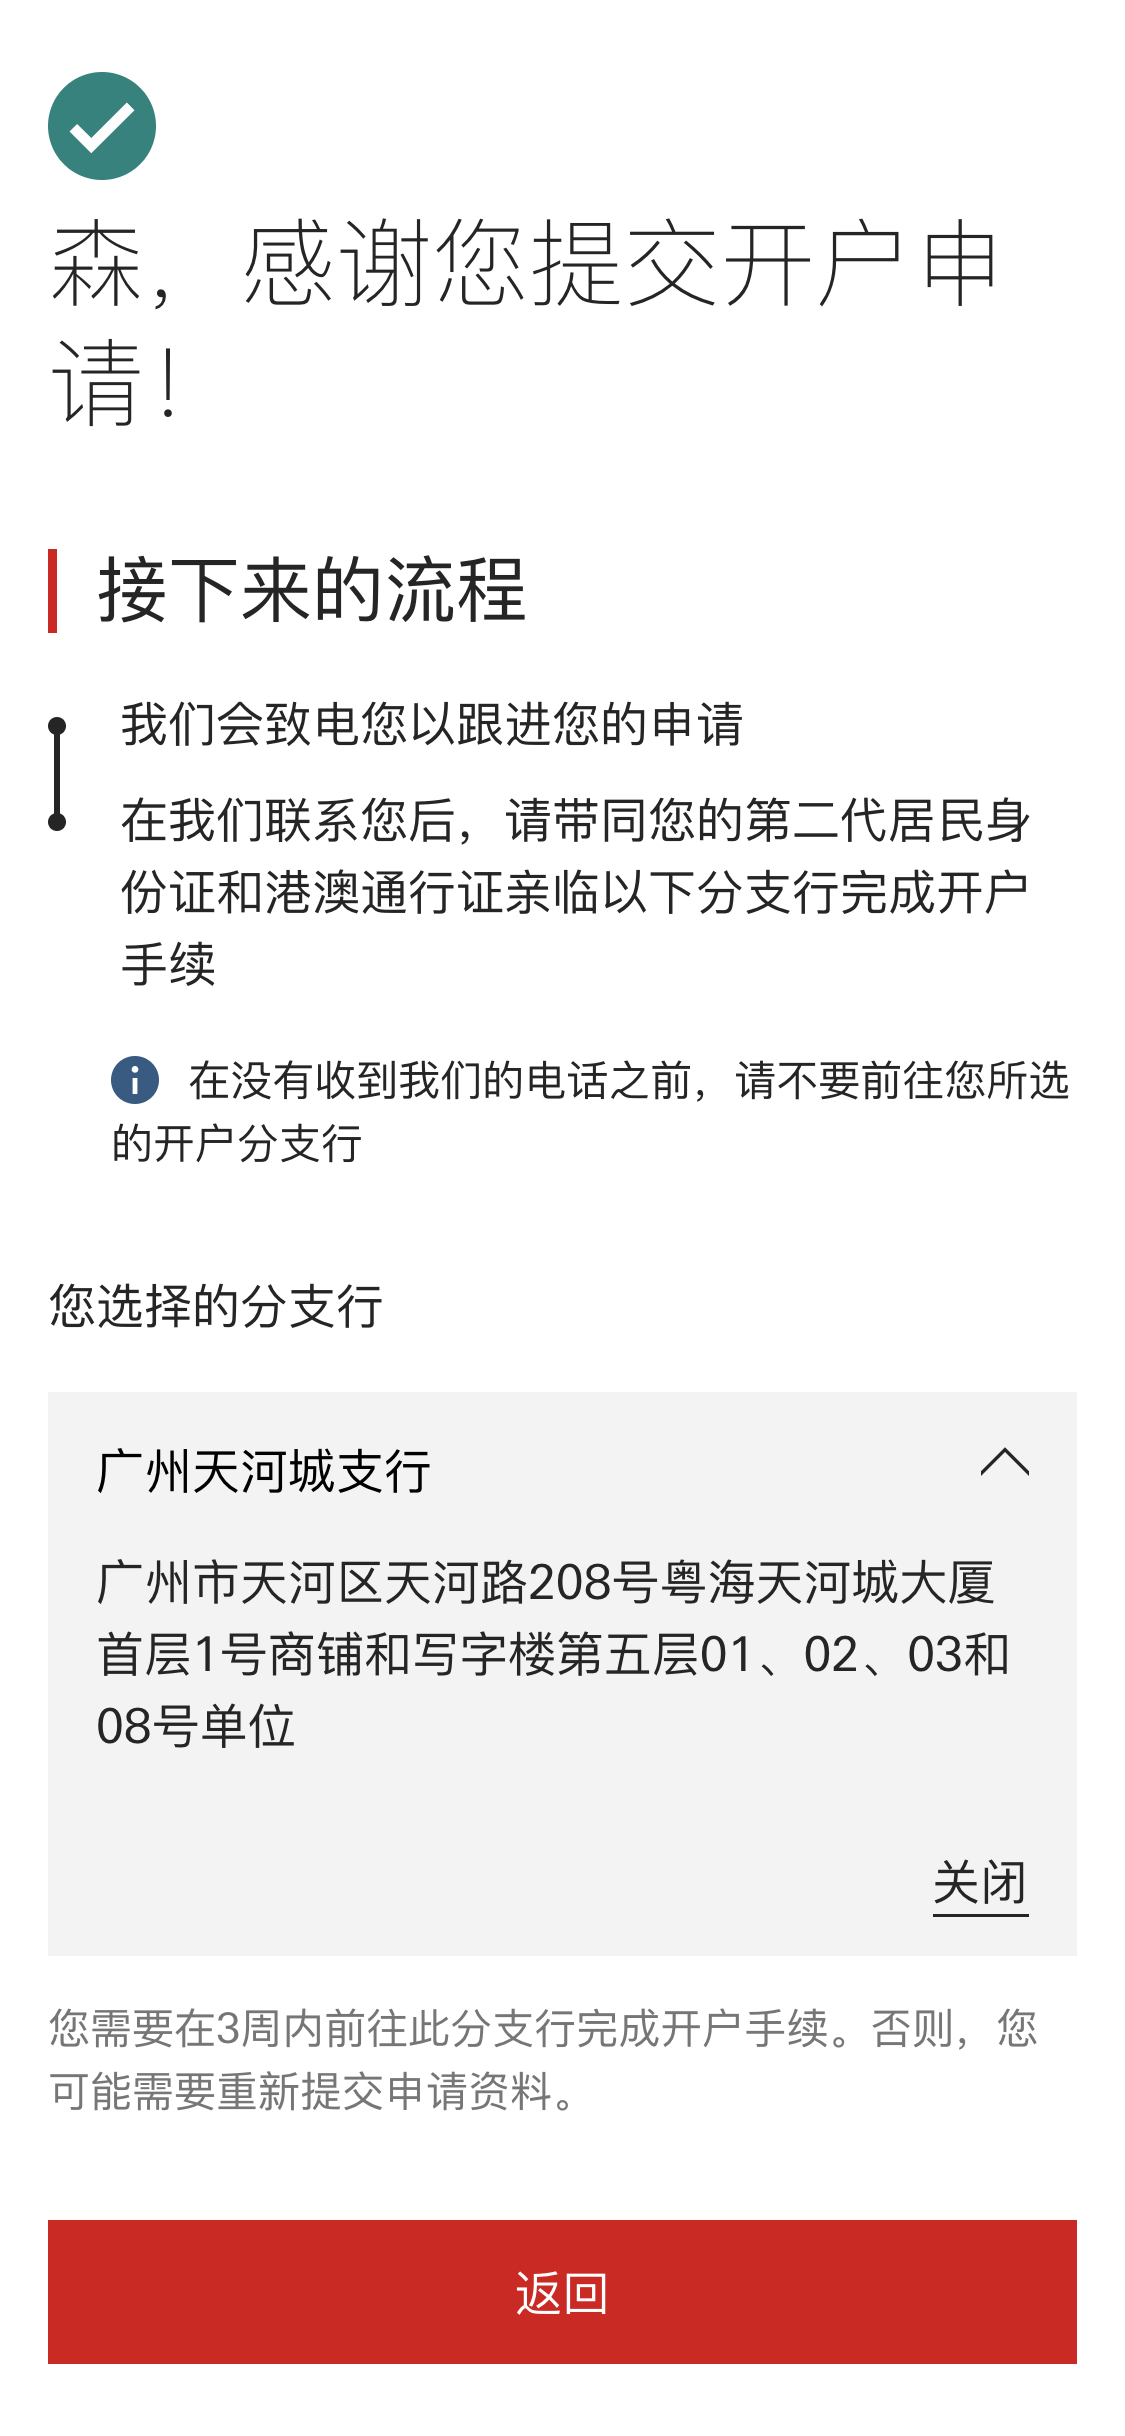 森，感谢您提交开户申
请！
接下来的流程
我们会致电您以跟进您的申请
在我们联系您后，请带同您的第二代居民身
份证和港澳通行证亲临以下分支行完成开户
手续
在没有收到我们的电话之前，请不要前往您所选
的开户分支行
您选择的分支行
广州天河城支行
广州市天河区天河路208号粤海天河城大厦
首层1号商铺和写字楼第五层01、02、03和
08号单位
关闭
您需要在3周内前往此分支行完成开户手续。否则，您
可能需要重新提交申请资料。
返回